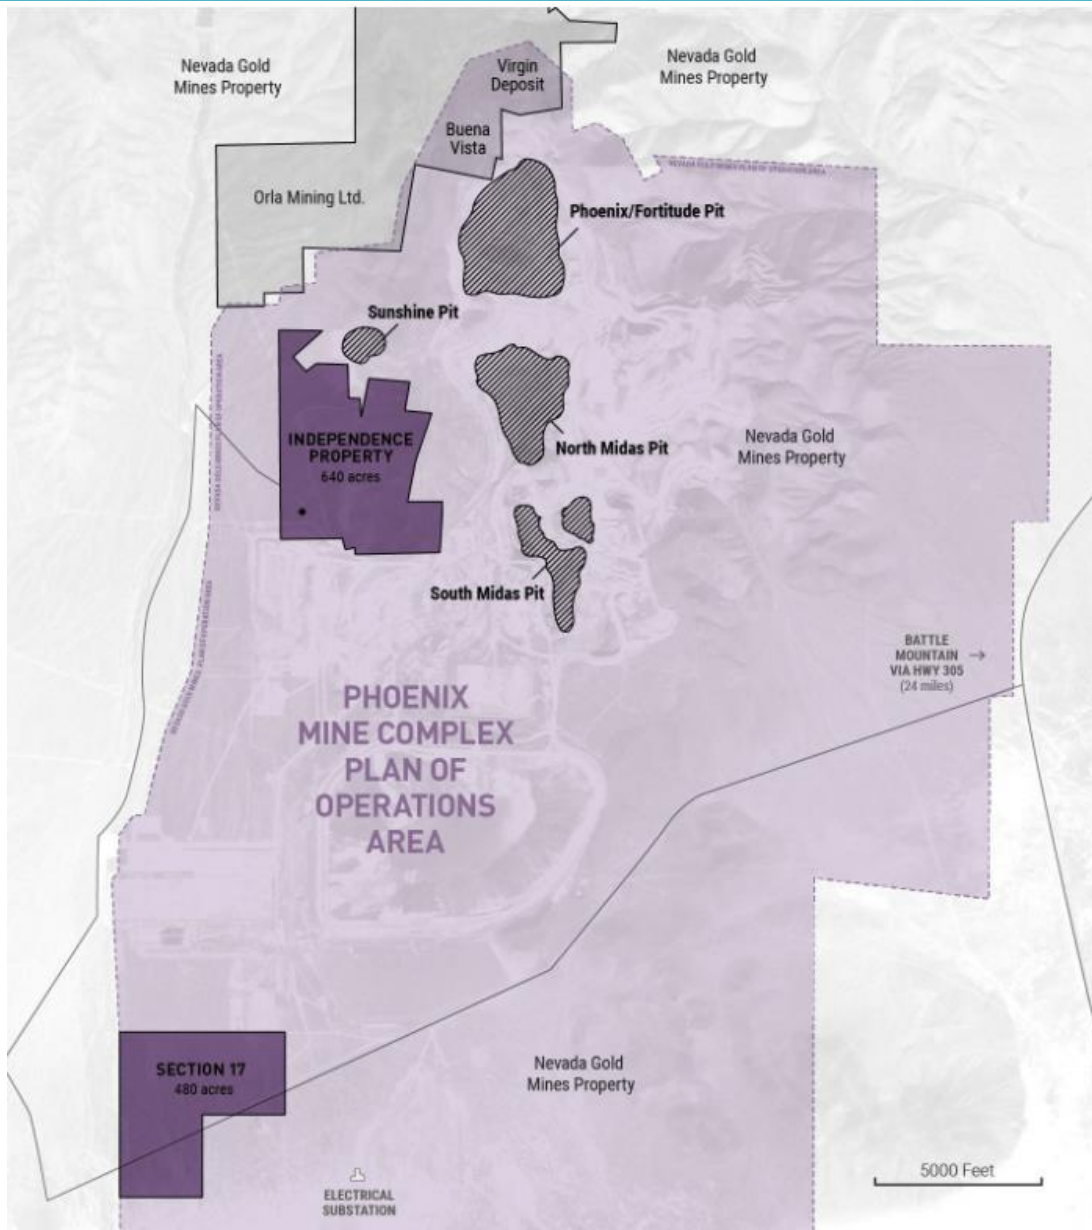 Nevada Gold
Mines Property
Virgin
Deposit
Nevada Gold
Mines Property
Buena
Vista
Orla Mining Ltd.
Phoenix/Fortitude Pit
Sunshine Pit
INDEPENDENCE
PROPERTY
640 acres
North Midas Pit
Nevada Gold
Mines Property
South Midas Pit
BATTLE
MOUNTAIN
VIA HWY 305
(24 miles)
PHOENIX
MINE COMPLEX
PLAN OF
OPERATIONS
AREA
SECTION 17
480 acres
Nevada Gold
Mines Property
ELECTRICAL
SUBSTATION
5000 Feet